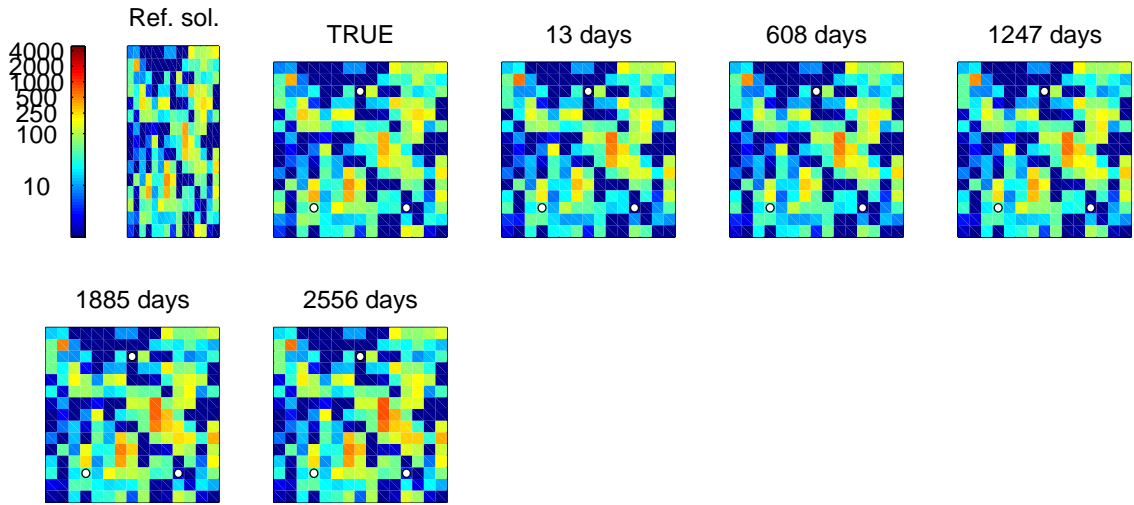 Ref. sol.
TRUE
13 days
608 days
1247 days
4000
2000
1000
500
250
100
10
1885 days
2556 days